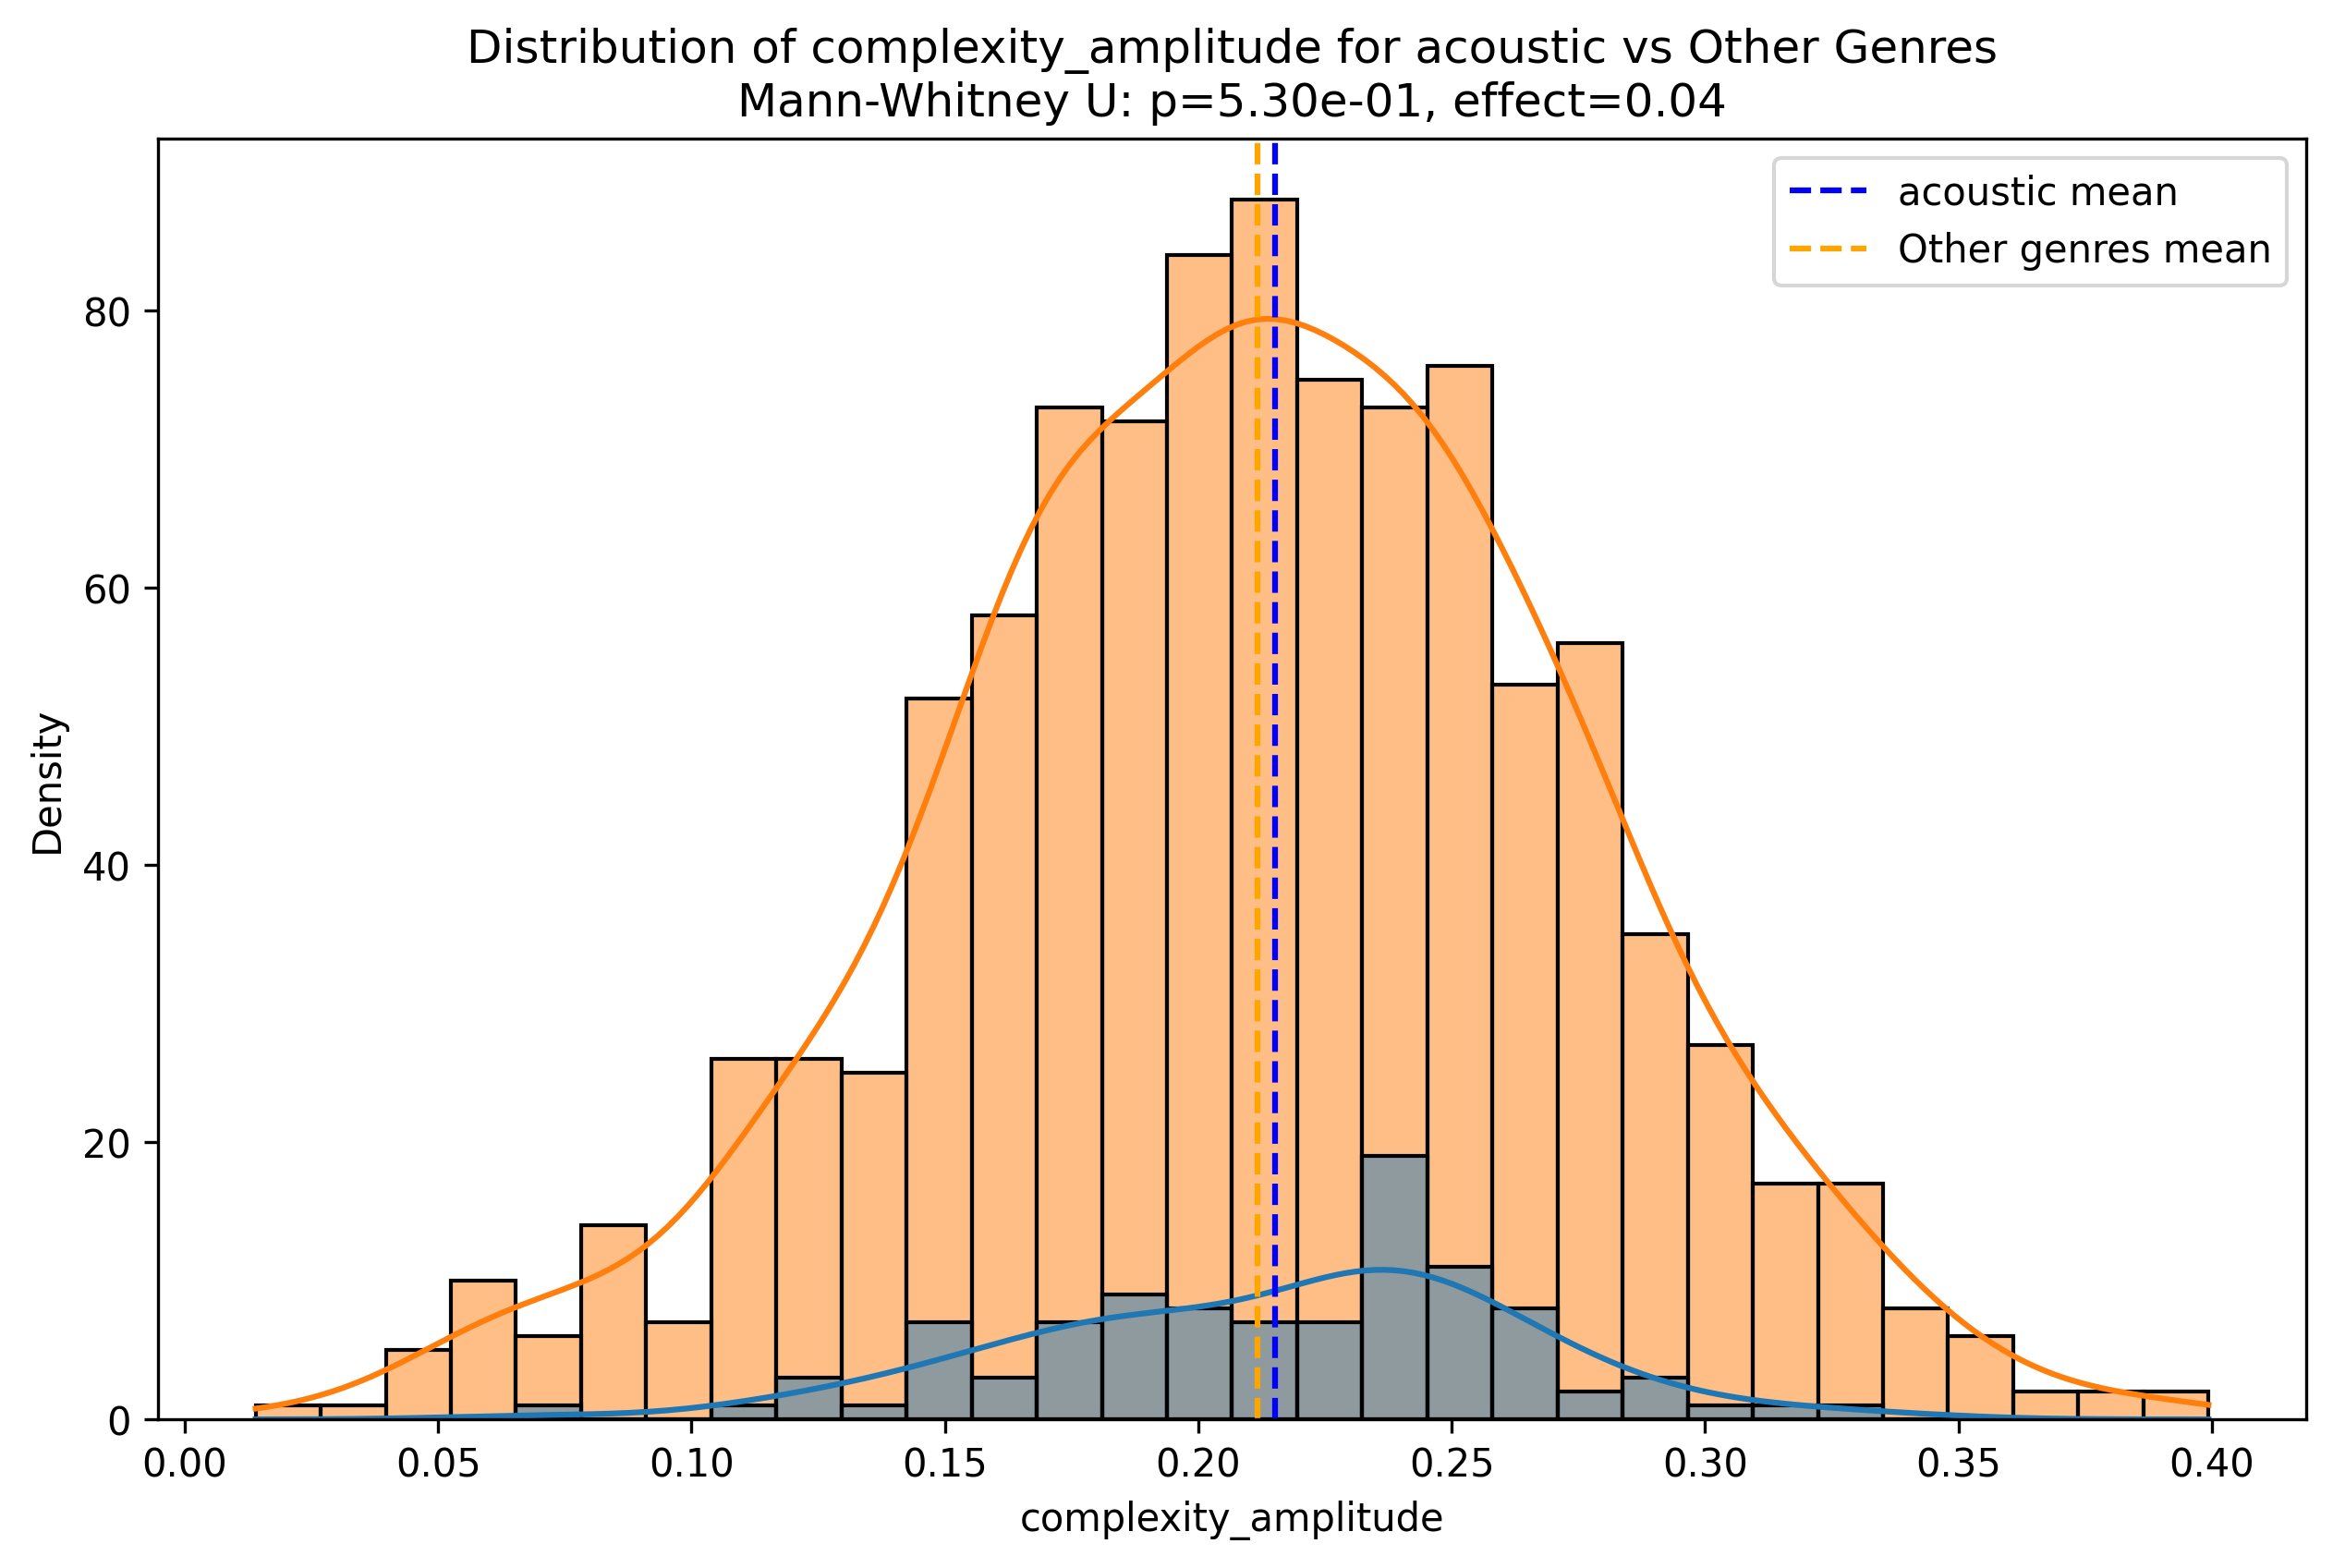 Distribution of complexity_amplitude for acoustic vs Other Genres
Mann-Whitney U: p=5.30e-01, effect=0.04
acoustic mean
Other genres mean
Density
80
60
40
20
0
0.00 0.05 0.10 0.15 0.20 0.25 0.30 0.35 0.40
complexity_amplitude